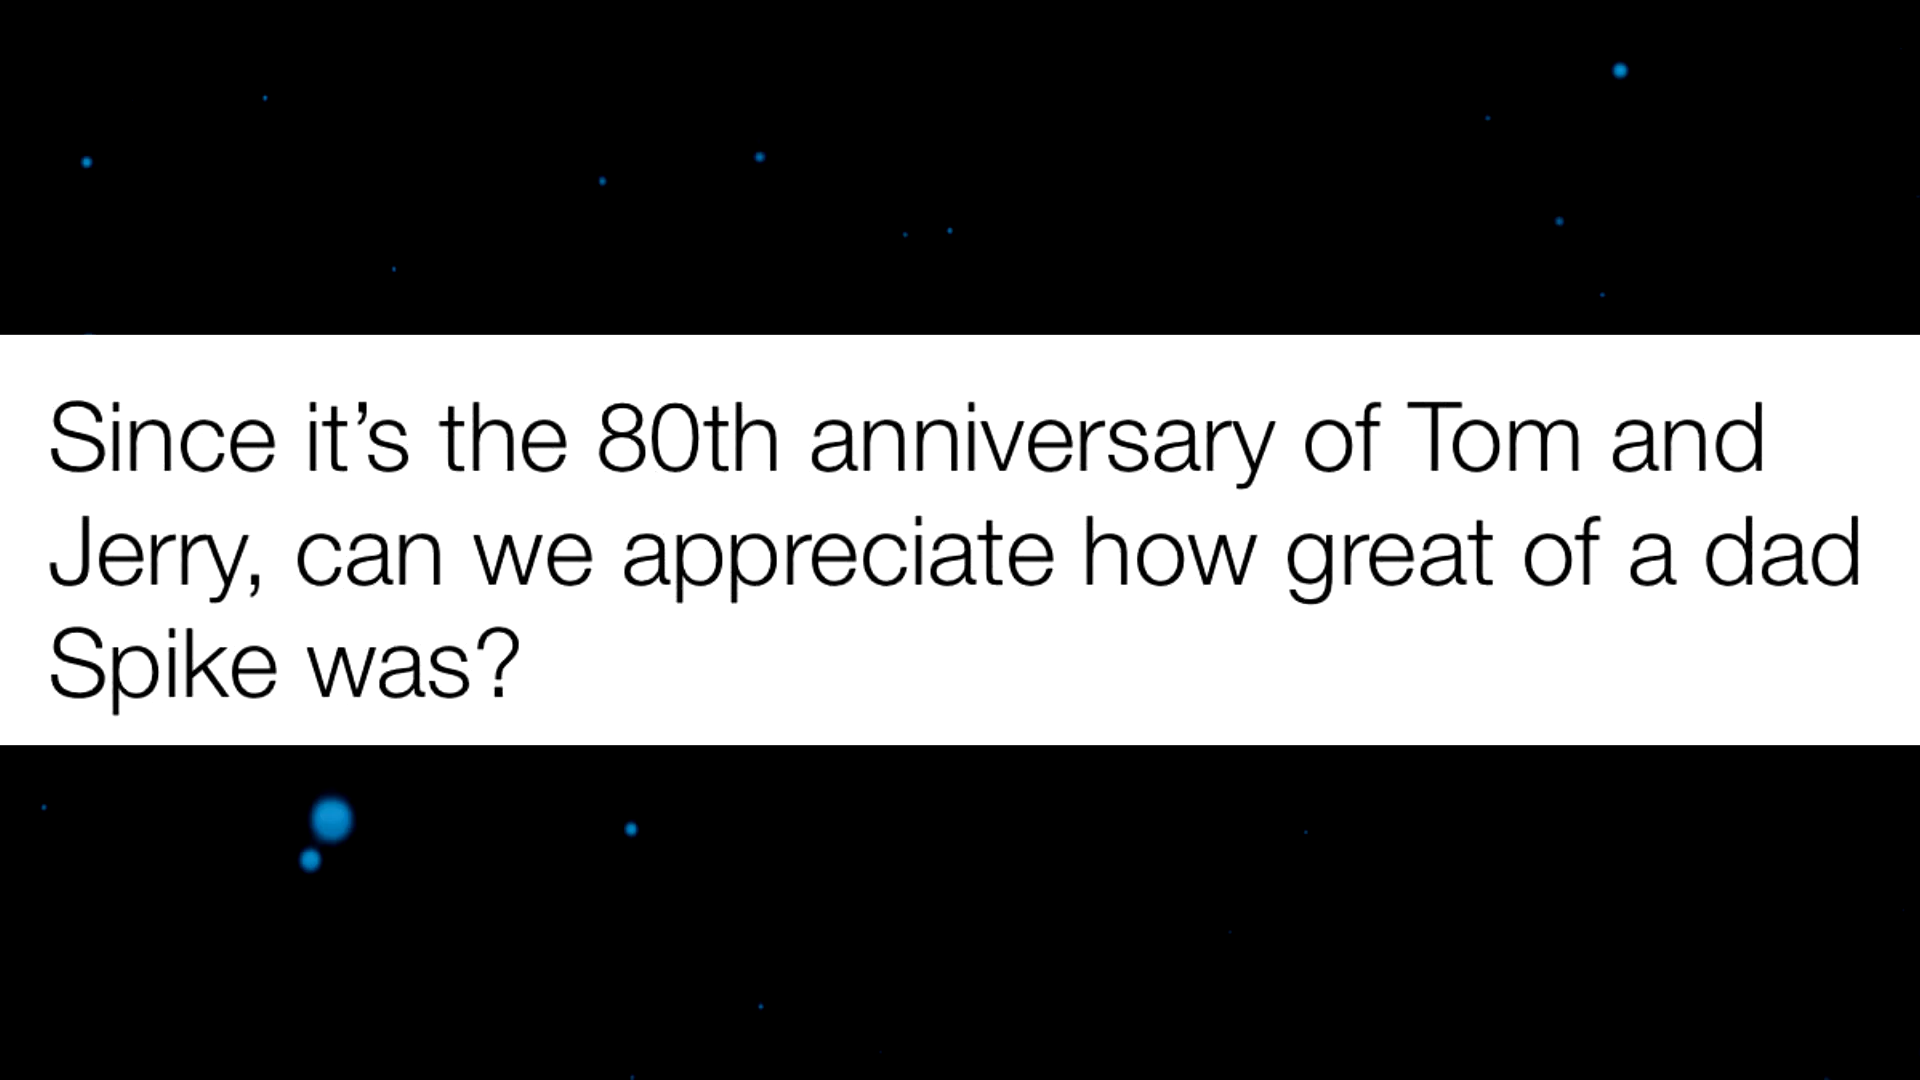 Since it’s the 80th anniversary of Tom and
Jerry, can we appreciate how great of a dad
Spike was?